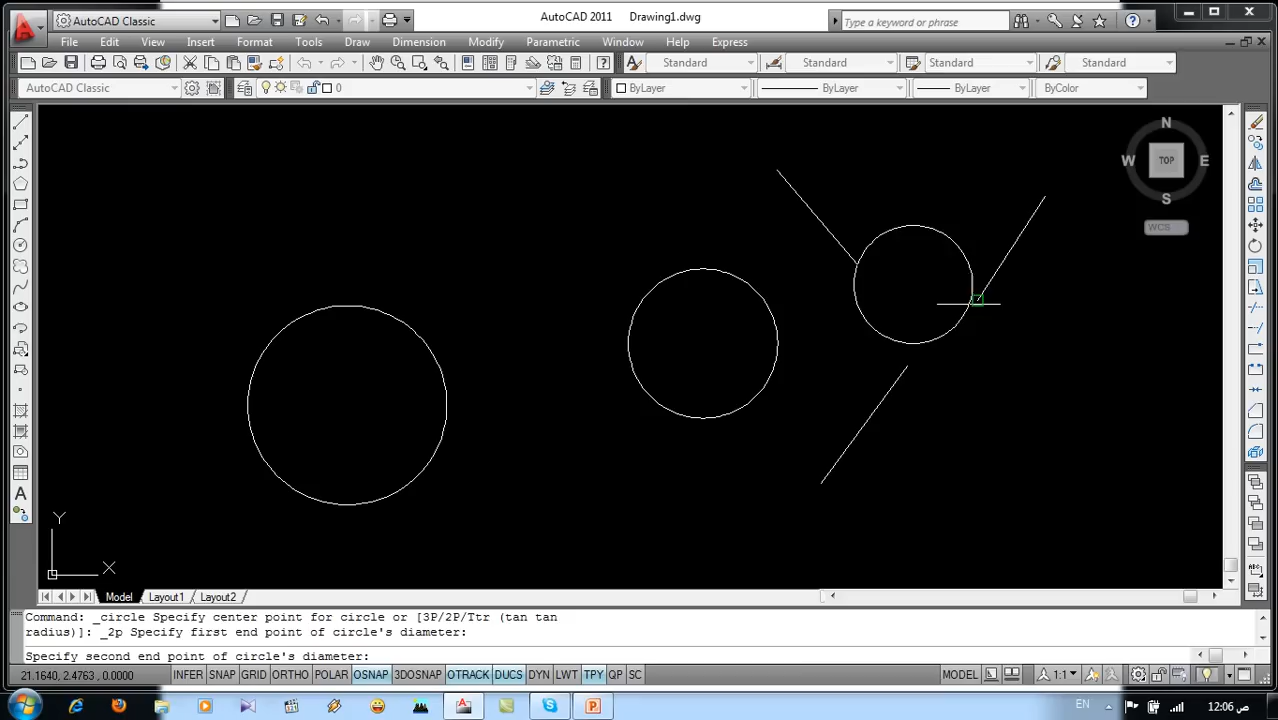 AutoCAD Classic
AutoCAD 2011 Drawing1.dwg
Type a keyword or phrase
File Edit View Insert Format Tools Draw Dimension Modify Parametric Window Help Express
Standard Standard Standard Standard
AutoCAD Classic
0
ByLayer ByLayer ByLayer ByColor
N
W TOP E
S
WCS
Y
X
Model Layout1 Layout2
Command: _circle Specify center point for circle or [3P/2P/Ttr (tan tan
radius)]: _2p Specify first end point of circle's diameter:
Specify second end point of circle's diameter:
21.1640, 2.4763, 0.0000 INFER SNAP GRID ORTHO POLAR OSNAP 3DOSNAP OTRACK DUCS DYN LWT TPY QP SC MODEL 1:1
EN
12:06 ص